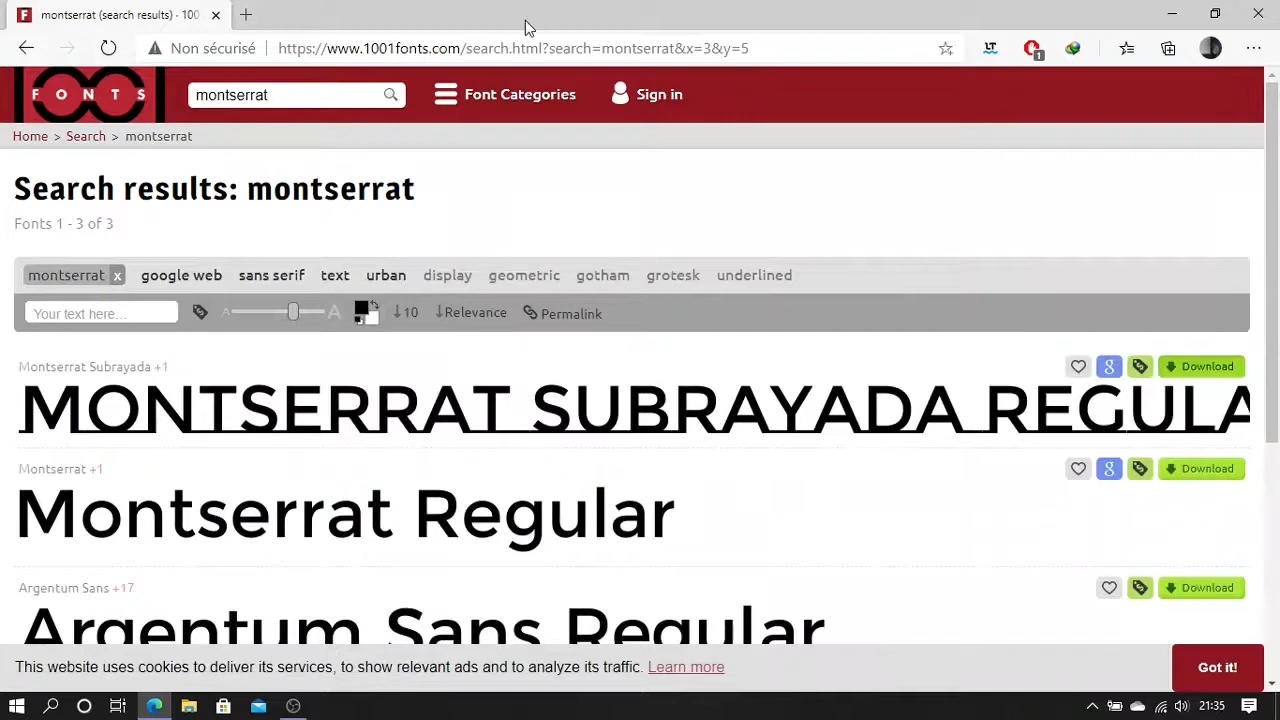 montserrat (search results) - 100
Non sécurisé
https://www.1001fonts.com/search.html?search=montserrat&x=3&y=5
1
FONTS
montserrat
Font Categories
Sign in
Home > Search > montserrat
Search results: montserrat
Fonts 1 - 3 of 3
montserrat x google web sans serif text urban display geometric gotham grotesk underlined
Your text here... A A 10 Relevance Permalink
Montserrat Subrayada +1
Download
MONTSERRAT SUBRAYADA REGULA
Montserrat +1
Download
Montserrat Regular
Argentum Sans +17
Download
Argentum Sans Regular
This website uses cookies to deliver its services, to show relevant ads and to analyze its traffic. Learn more
Got it!
21:35